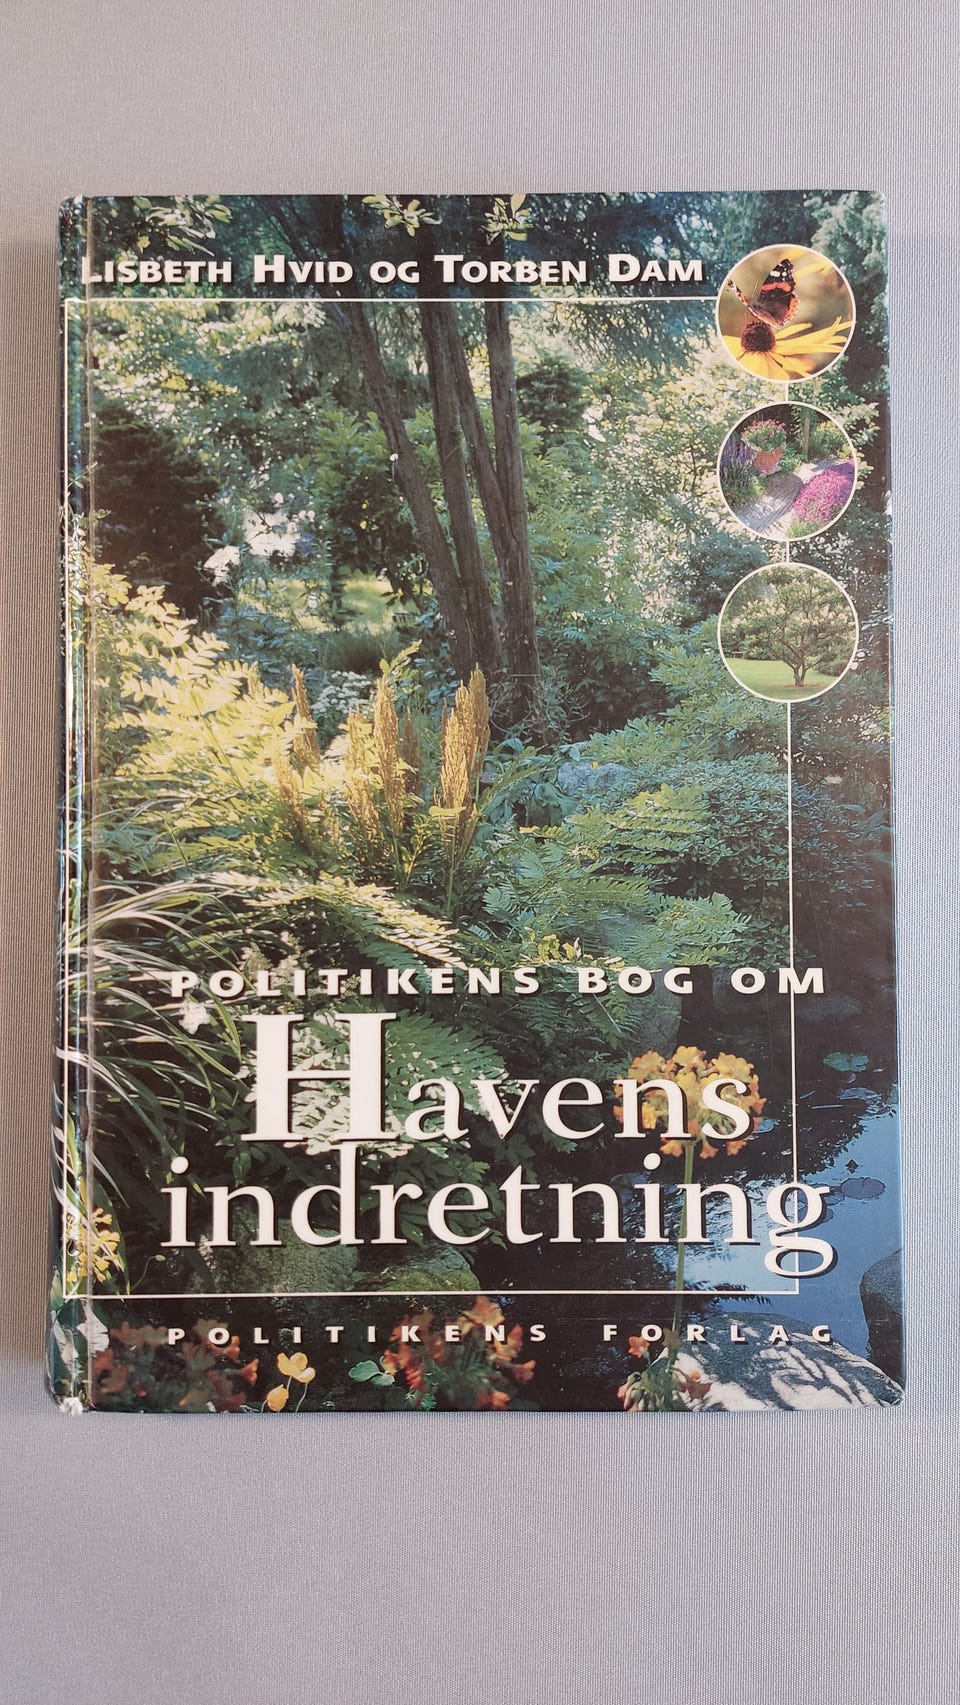 LISBETH HVID OG TORBEN DAM
POLITIKENS BOG OM
Havens
indretning
POLITIKENS FORLAG